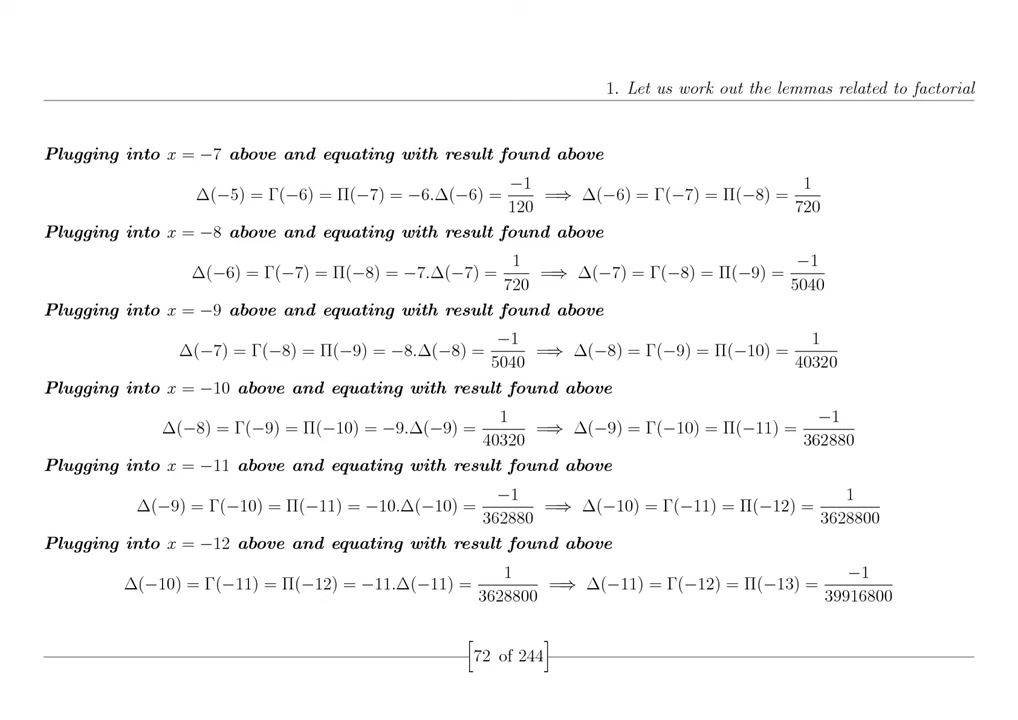 1. Let us work out the lemmas related to factorial
Plugging into x = −7 above and equating with result found above
Δ(−5) = Γ(−6) = Π(−7) = −6.Δ(−6) = −1/120 ⟹ Δ(−6) = Γ(−7) = Π(−8) = 1/720
Plugging into x = −8 above and equating with result found above
Δ(−6) = Γ(−7) = Π(−8) = −7.Δ(−7) = 1/720 ⟹ Δ(−7) = Γ(−8) = Π(−9) = −1/5040
Plugging into x = −9 above and equating with result found above
Δ(−7) = Γ(−8) = Π(−9) = −8.Δ(−8) = −1/5040 ⟹ Δ(−8) = Γ(−9) = Π(−10) = 1/40320
Plugging into x = −10 above and equating with result found above
Δ(−8) = Γ(−9) = Π(−10) = −9.Δ(−9) = 1/40320 ⟹ Δ(−9) = Γ(−10) = Π(−11) = −1/362880
Plugging into x = −11 above and equating with result found above
Δ(−9) = Γ(−10) = Π(−11) = −10.Δ(−10) = −1/362880 ⟹ Δ(−10) = Γ(−11) = Π(−12) = 1/3628800
Plugging into x = −12 above and equating with result found above
Δ(−10) = Γ(−11) = Π(−12) = −11.Δ(−11) = 1/3628800 ⟹ Δ(−11) = Γ(−12) = Π(−13) = −1/39916800
[72 of 244]